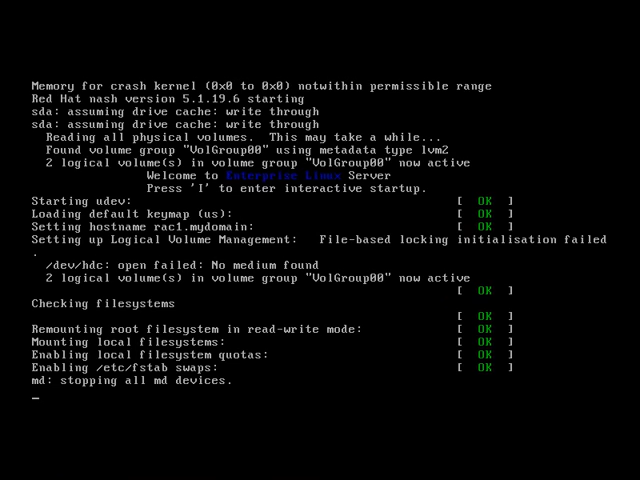 Memory for crash kernel (0x0 to 0x0) notwithin permissible range
Red Hat nash version 5.1.19.6 starting
sda: assuming drive cache: write through
sda: assuming drive cache: write through
  Reading all physical volumes.  This may take a while...
  Found volume group "VolGroup00" using metadata type lvm2
  2 logical volume(s) in volume group "VolGroup00" now active
                Welcome to Enterprise Linux Server
                Press 'I' to enter interactive startup.
Starting udev:                                             [  OK  ]
Loading default keymap (us):                               [  OK  ]
Setting hostname rac1.mydomain:                            [  OK  ]
Setting up Logical Volume Management:   File-based locking initialisation failed
.
  /dev/hdc: open failed: No medium found
  2 logical volume(s) in volume group "VolGroup00" now active
                                                           [  OK  ]
Checking filesystems
                                                           [  OK  ]
Remounting root filesystem in read-write mode:             [  OK  ]
Mounting local filesystems:                                [  OK  ]
Enabling local filesystem quotas:                          [  OK  ]
Enabling /etc/fstab swaps:                                 [  OK  ]
md: stopping all md devices.
_